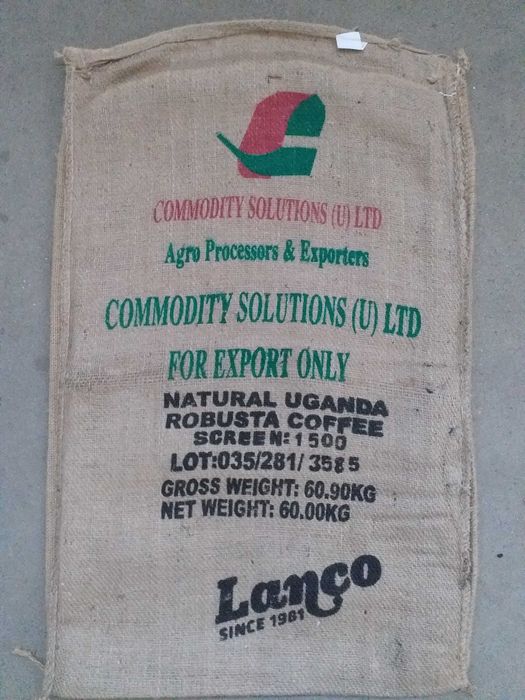 COMMODITY SOLUTIONS (U) LTD
Agro Processors & Exporters
COMMODITY SOLUTIONS (U) LTD
FOR EXPORT ONLY
NATURAL UGANDA
ROBUSTA COFFEE
SCREEN: 1500
LOT:035/281/3585
GROSS WEIGHT: 60.90KG
NET WEIGHT: 60.00KG
Lanço
SINCE 1981